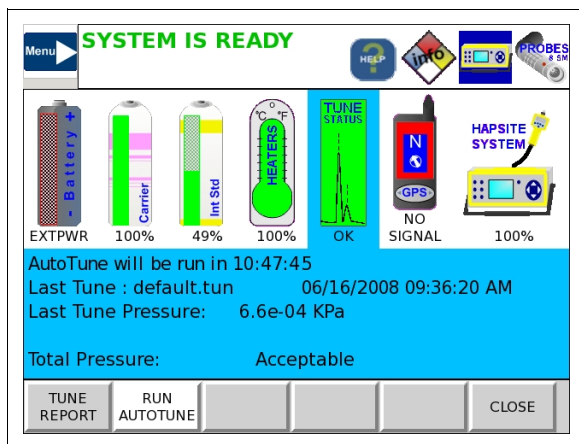 Menu
SYSTEM IS READY
HELP
info
PROBES
& SM
- Battery +
Carrier
Int Std
°C °F
HEATERS
TUNE
STATUS
N
GPS
HAPSITE
SYSTEM
EXTPWR
100%
49%
100%
OK
NO
SIGNAL
100%
AutoTune will be run in 10:47:45
Last Tune : default.tun 06/16/2008 09:36:20 AM
Last Tune Pressure: 6.6e-04 KPa
Total Pressure: Acceptable
TUNE
REPORT
RUN
AUTOTUNE
CLOSE